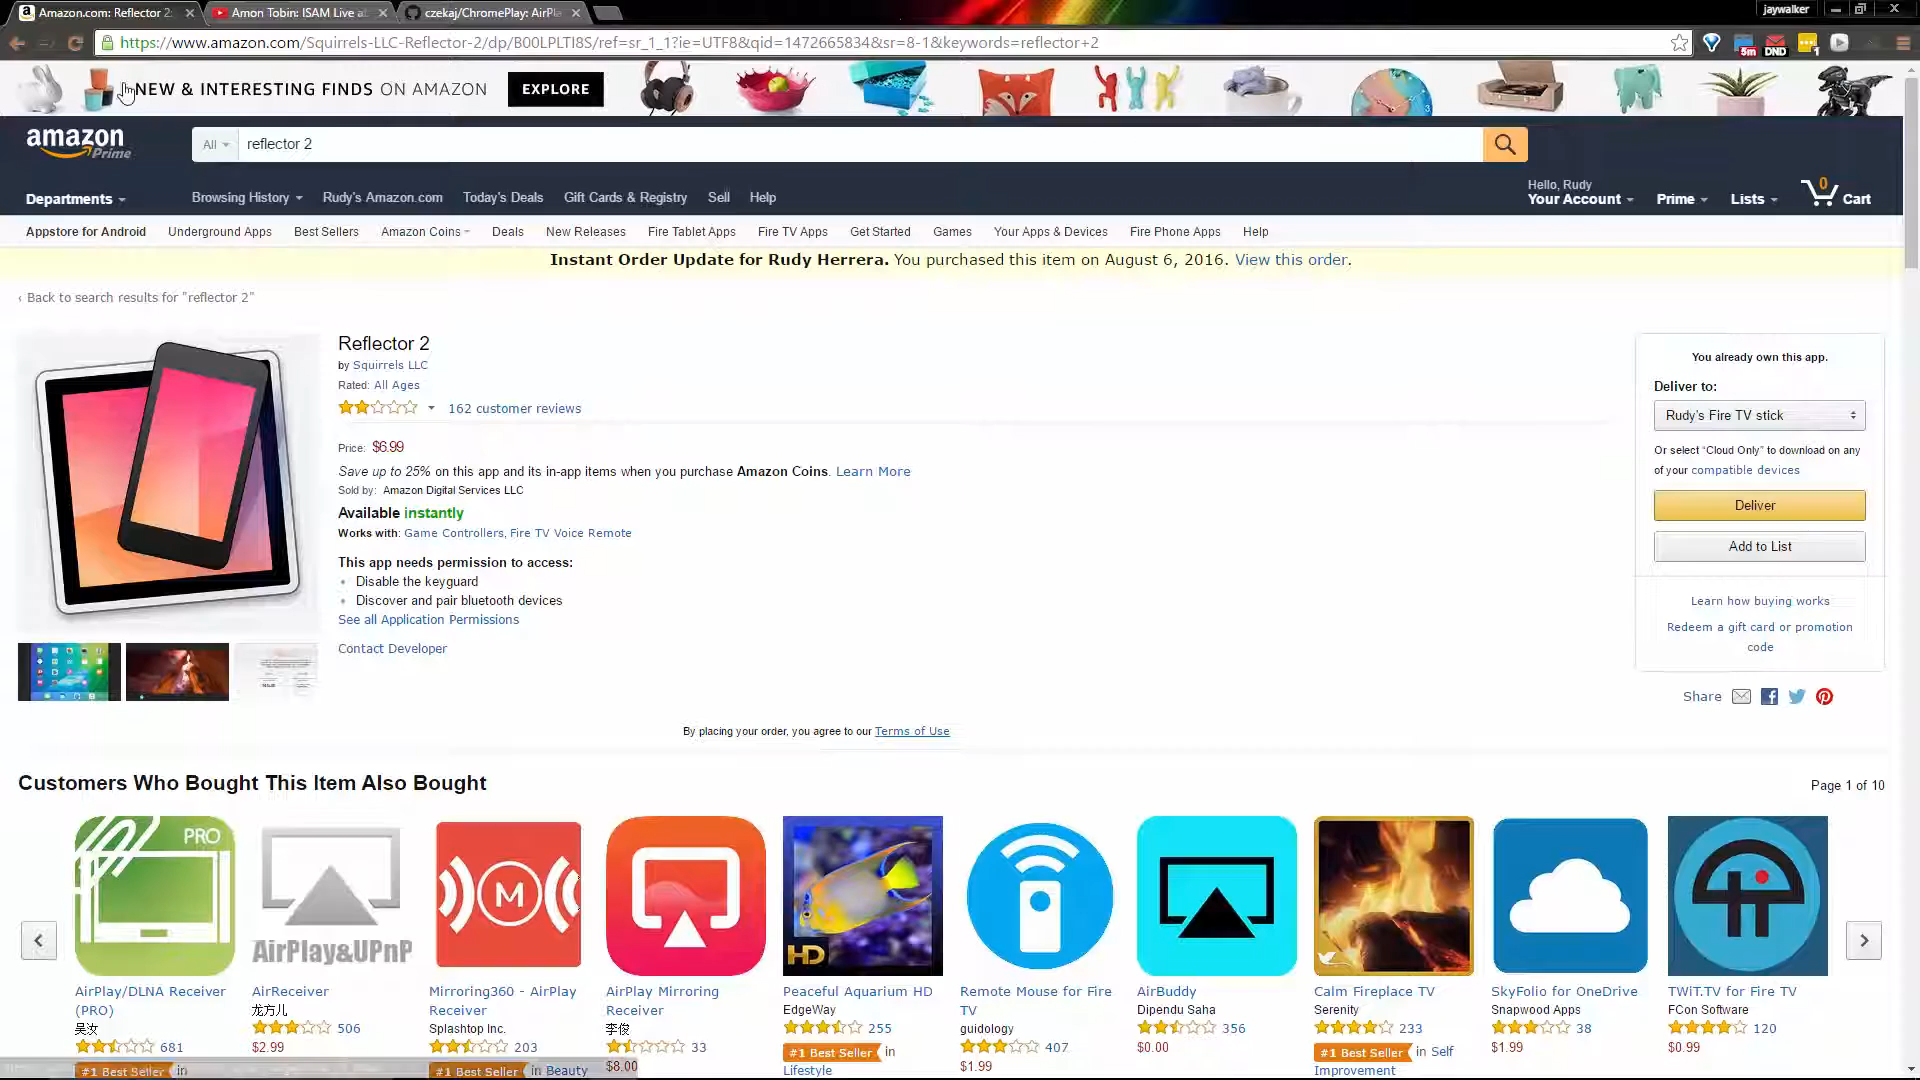 Amazon.com: Reflector 2:
Amon Tobin: ISAM Live a
czekaj/ChromePlay: AirPla
jaywalker
https://www.amazon.com/Squirrels-LLC-Reflector-2/dp/B00LPLTI8S/ref=sr_1_1?ie=UTF8&qid=1472665834&sr=8-1&keywords=reflector+2
5m
DND
1
NEW & INTERESTING FINDS ON AMAZON
EXPLORE
amazon
Prime
All
reflector 2
Departments
Browsing History
Rudy's Amazon.com
Today's Deals
Gift Cards & Registry
Sell
Help
Hello, Rudy
Your Account
Prime
Lists
0
Cart
Appstore for Android
Underground Apps
Best Sellers
Amazon Coins
Deals
New Releases
Fire Tablet Apps
Fire TV Apps
Get Started
Games
Your Apps & Devices
Fire Phone Apps
Help
Instant Order Update for Rudy Herrera. You purchased this item on August 6, 2016. View this order.
‹ Back to search results for "reflector 2"
Reflector 2
by Squirrels LLC
Rated: All Ages
162 customer reviews
Price: $6.99
Save up to 25% on this app and its in-app items when you purchase Amazon Coins. Learn More
Sold by: Amazon Digital Services LLC
Available instantly
Works with: Game Controllers, Fire TV Voice Remote
This app needs permission to access:
• Disable the keyguard
• Discover and pair bluetooth devices
See all Application Permissions
Contact Developer
You already own this app.
Deliver to:
Rudy's Fire TV stick
Or select "Cloud Only" to download on any
of your compatible devices
Deliver
Add to List
Learn how buying works
Redeem a gift card or promotion
code
Share
By placing your order, you agree to our Terms of Use
Customers Who Bought This Item Also Bought
Page 1 of 10
PRO
AirPlay&UPnP
M
HD
AirPlay/DLNA Receiver
(PRO)
吴汝
681
#1 Best Seller in
AirReceiver
龙方儿
506
$2.99
Mirroring360 - AirPlay
Receiver
Splashtop Inc.
203
#1 Best Seller in Beauty
AirPlay Mirroring
Receiver
李俊
33
$8.00
Peaceful Aquarium HD
EdgeWay
255
#1 Best Seller in
Lifestyle
Remote Mouse for Fire
TV
guidology
407
$1.99
AirBuddy
Dipendu Saha
356
$0.00
Calm Fireplace TV
Serenity
233
#1 Best Seller in Self
Improvement
SkyFolio for OneDrive
Snapwood Apps
38
$1.99
TWiT.TV for Fire TV
FCon Software
120
$0.99